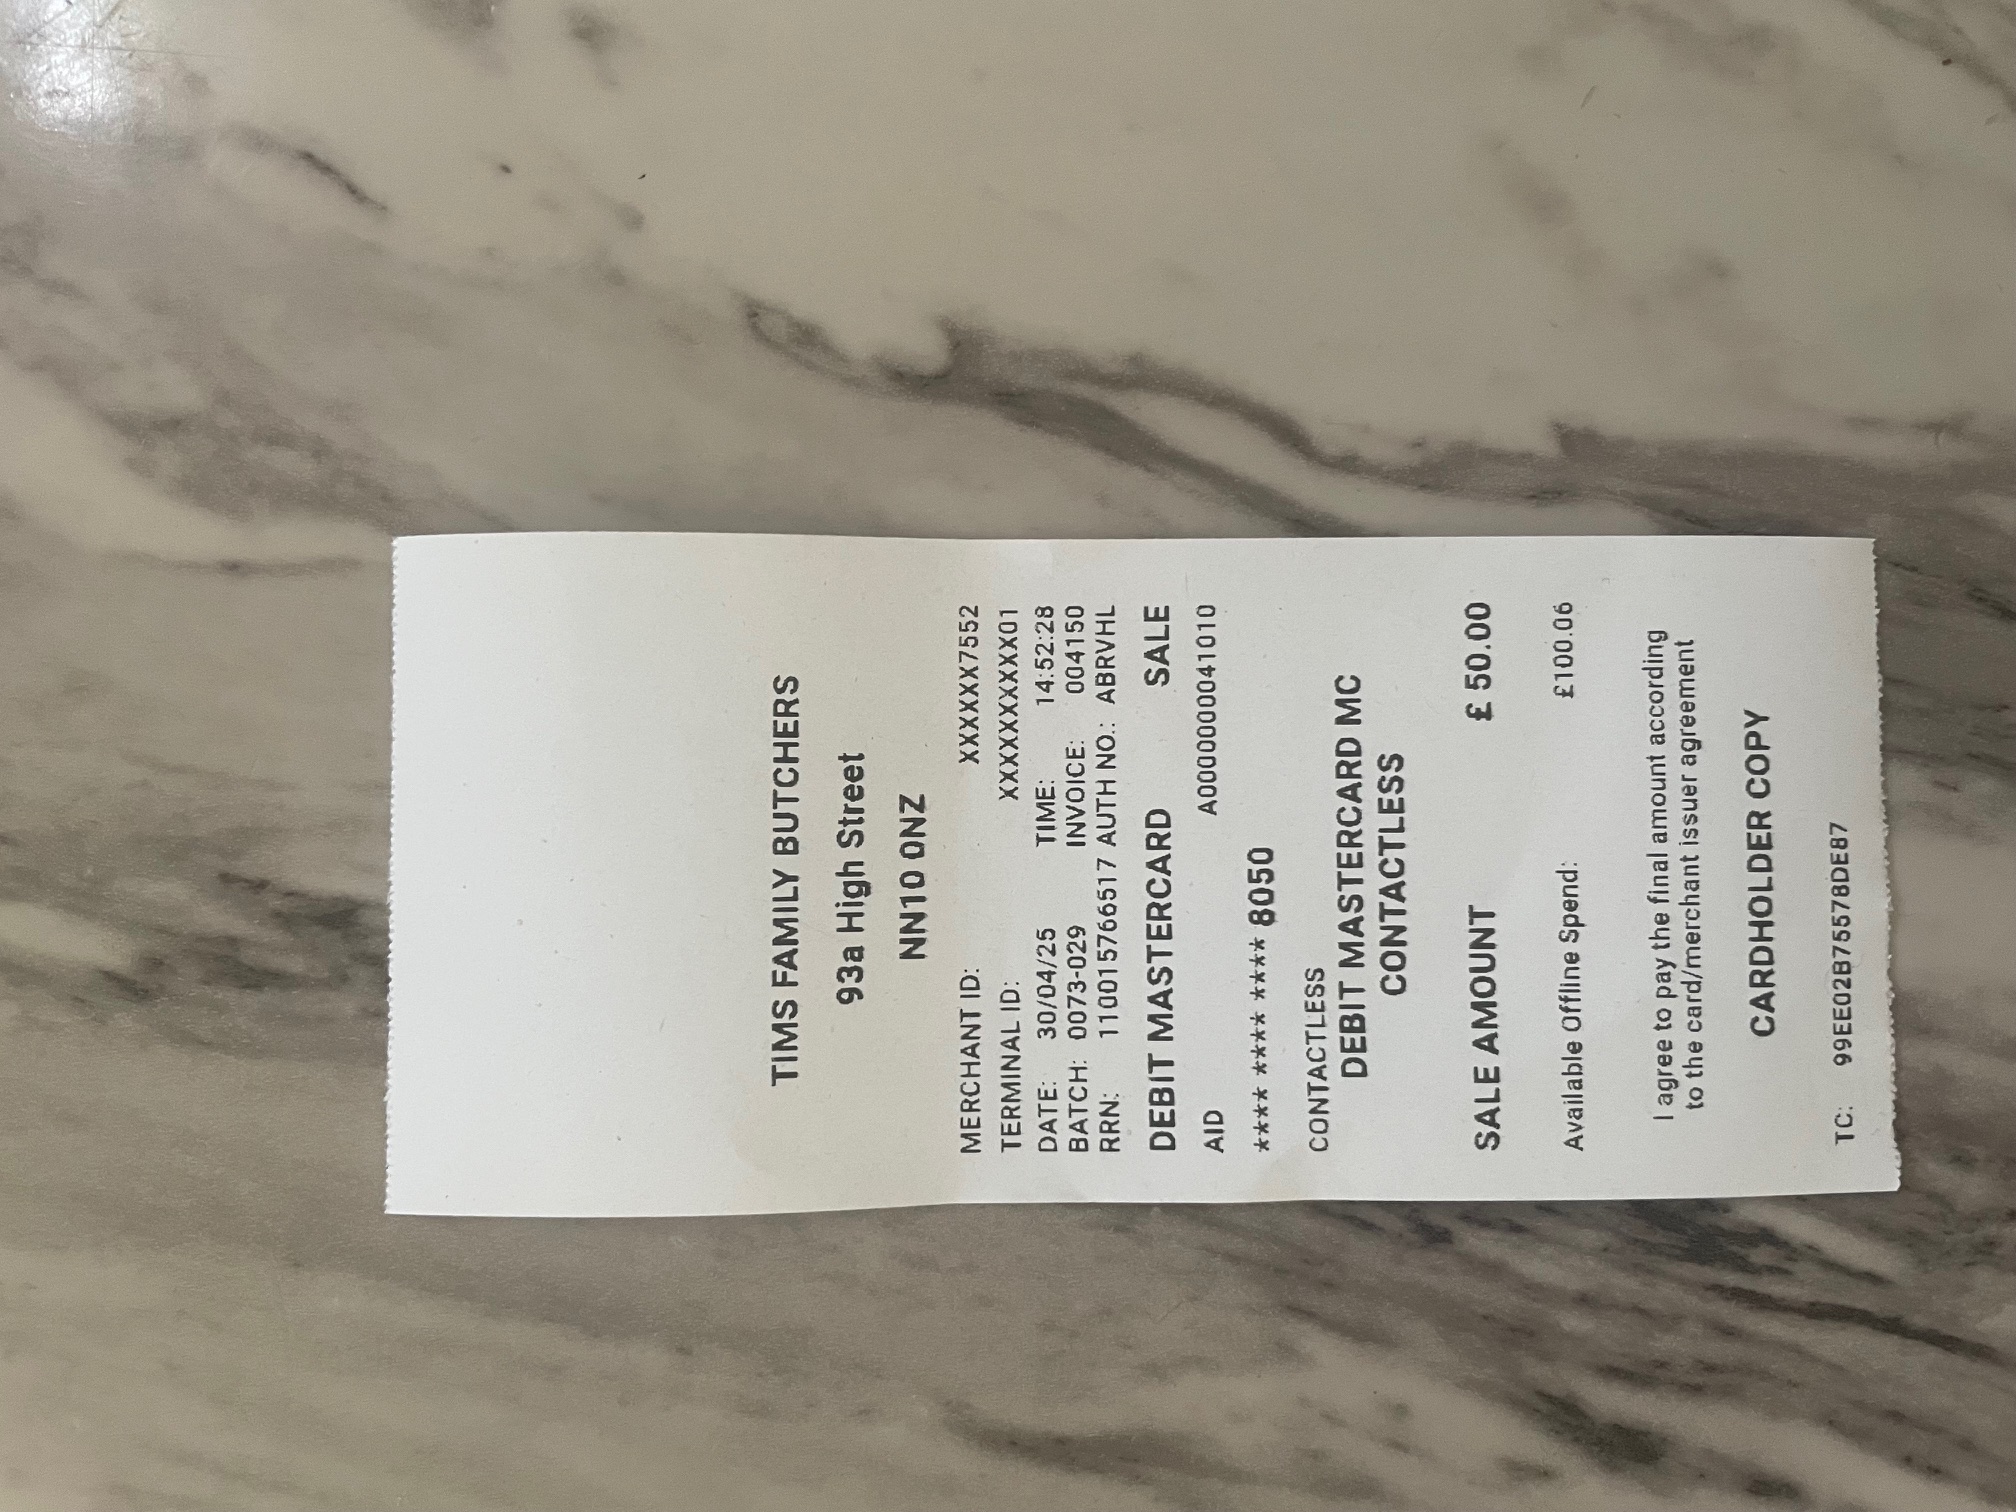 TIMS FAMILY BUTCHERS
93a High Street
NN10 0NZ
MERCHANT ID: XXXXXX7552
TERMINAL ID: XXXXXXXXXX01
DATE: 30/04/25 TIME: 14:52:28
BATCH: 0073-029 INVOICE: 004150
RRN: 110015766517 AUTH NO.: ABRVHL
DEBIT MASTERCARD SALE
AID A0000000041010
**** **** **** 8050
CONTACTLESS
DEBIT MASTERCARD MC
CONTACTLESS
SALE AMOUNT £ 50.00
Available Offline Spend: £100.06
I agree to pay the final amount according
to the card/merchant issuer agreement
CARDHOLDER COPY
TC: 99EE02B75578DE87